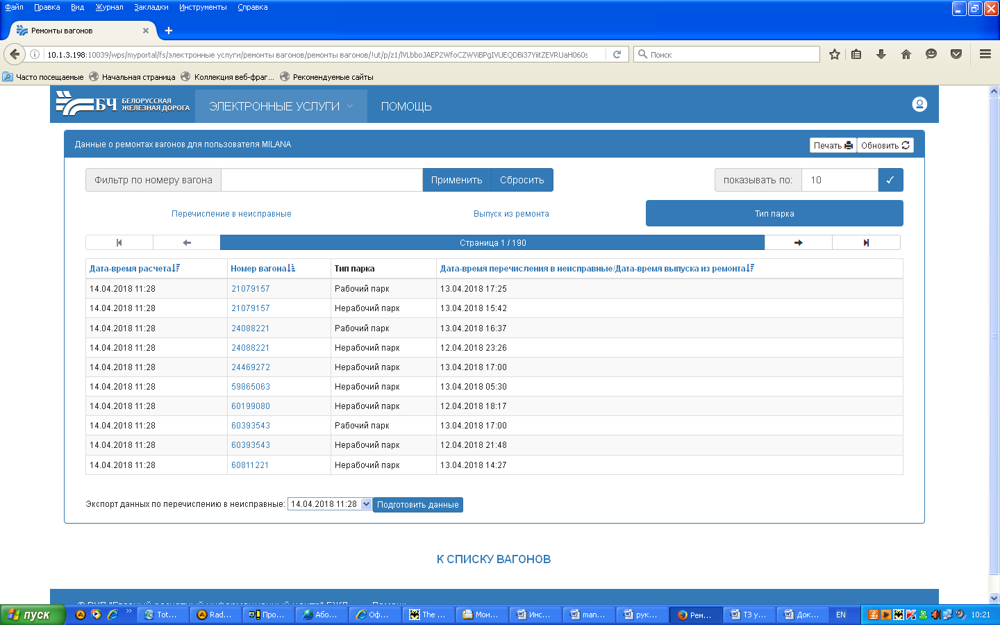 Файл Правка Вид Журнал Закладки Инструменты Справка
Ремонты вагонов
10.1.3.198:10039/wps/myportal/fs/электронные услуги/ремонты вагонов/ремонты вагонов/!ut/p/z1/
Поиск
Часто посещаемые Начальная страница Коллекция веб-фраг... Рекомендуемые сайты
БЧ БЕЛОРУССКАЯ ЖЕЛЕЗНАЯ ДОРОГА
ЭЛЕКТРОННЫЕ УСЛУГИ ПОМОЩЬ
Данные о ремонтах вагонов для пользователя MILANA Печать Обновить
Фильтр по номеру вагона Применить Сбросить показывать по: 10
Перечисление в неисправные Выпуск из ремонта Тип парка
Страница 1 / 190
Дата-время расчета Номер вагона Тип парка Дата-время перечисления в неисправные/Дата-время выпуска из ремонта
14.04.2018 11:28 21079157 Рабочий парк 13.04.2018 17:25
14.04.2018 11:28 21079157 Нерабочий парк 13.04.2018 15:42
14.04.2018 11:28 24088221 Рабочий парк 13.04.2018 16:37
14.04.2018 11:28 24088221 Нерабочий парк 12.04.2018 23:26
14.04.2018 11:28 24469272 Нерабочий парк 13.04.2018 17:00
14.04.2018 11:28 59865063 Нерабочий парк 13.04.2018 05:30
14.04.2018 11:28 60199080 Нерабочий парк 12.04.2018 18:17
14.04.2018 11:28 60393543 Рабочий парк 13.04.2018 17:00
14.04.2018 11:28 60393543 Нерабочий парк 12.04.2018 21:48
14.04.2018 11:28 60811221 Нерабочий парк 13.04.2018 14:27
Экспорт данных по перечислению в неисправные: 14.04.2018 11:28 Подготовить данные
К СПИСКУ ВАГОНОВ
пуск Tot... Rad... Про... Або... Оф... The ... Мои... Инс... man... рук... Рем... ТЗ у... Док... EN 10:21